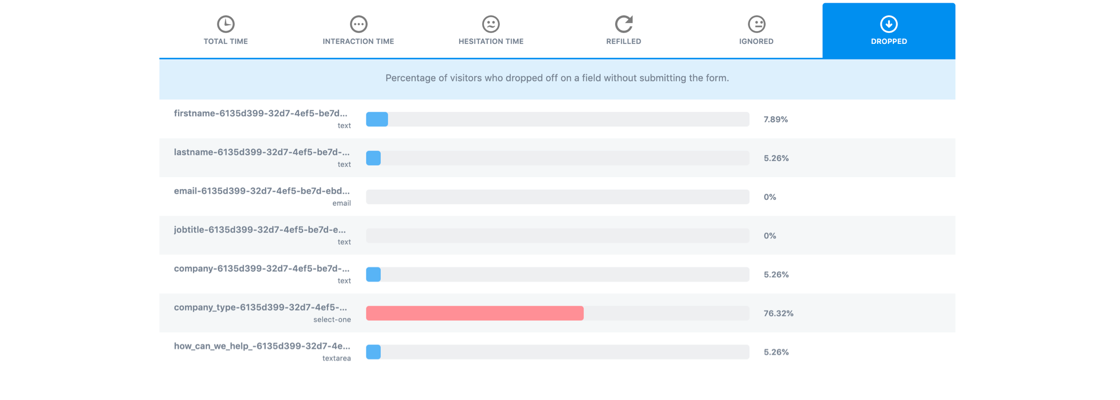 TOTAL TIME
INTERACTION TIME
HESITATION TIME
REFILLED
IGNORED
DROPPED
Percentage of visitors who dropped off on a field without submitting the form.
firstname-6135d399-32d7-4ef5-be7d...
text
7.89%
lastname-6135d399-32d7-4ef5-be7d-...
text
5.26%
email-6135d399-32d7-4ef5-be7d-ebd...
email
0%
jobtitle-6135d399-32d7-4ef5-be7d-e...
text
0%
company-6135d399-32d7-4ef5-be7d-...
text
5.26%
company_type-6135d399-32d7-4ef5-...
select-one
76.32%
how_can_we_help_-6135d399-32d7-4e...
textarea
5.26%